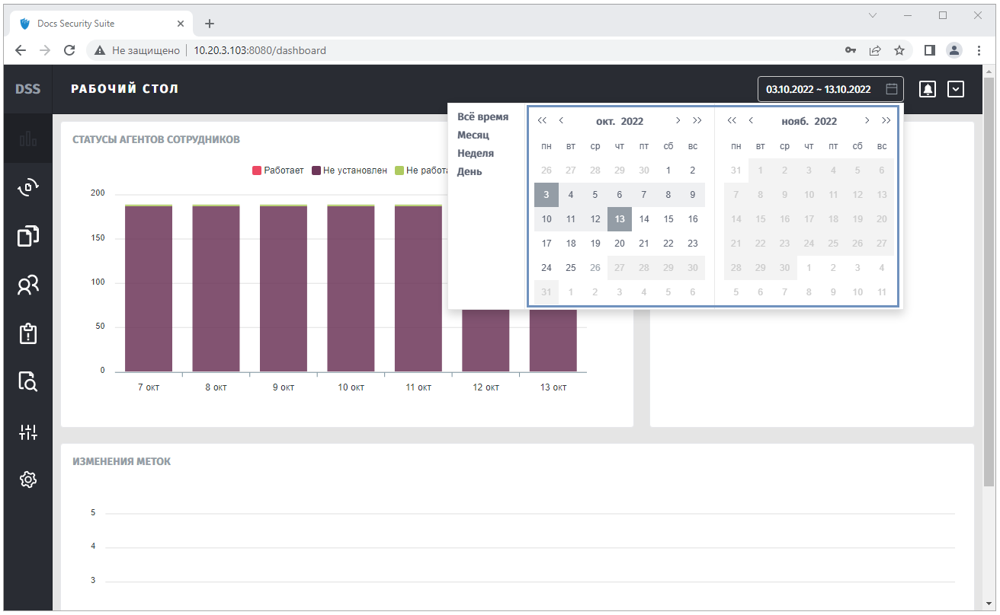 Docs Security Suite
Не защищено 10.20.3.103:8080/dashboard
DSS
РАБОЧИЙ СТОЛ
03.10.2022 ~ 13.10.2022
Всё время
Месяц
Неделя
День
окт. 2022
пн вт ср чт пт сб вс
26 27 28 29 30 1 2
3 4 5 6 7 8 9
10 11 12 13 14 15 16
17 18 19 20 21 22 23
24 25 26 27 28 29 30
31 1 2 3 4 5 6
нояб. 2022
пн вт ср чт пт сб вс
31 1 2 3 4 5 6
7 8 9 10 11 12 13
14 15 16 17 18 19 20
21 22 23 24 25 26 27
28 29 30 1 2 3 4
5 6 7 8 9 10 11
СТАТУСЫ АГЕНТОВ СОТРУДНИКОВ
Работает Не установлен Не работа
200
150
100
50
0
7 окт 8 окт 9 окт 10 окт 11 окт 12 окт 13 окт
ИЗМЕНЕНИЯ МЕТОК
5
4
3